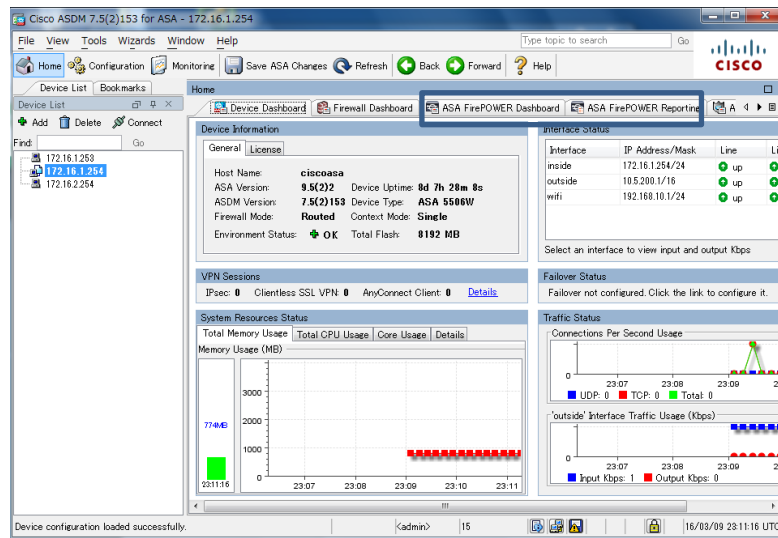 Cisco ASDM 7.5(2)153 for ASA - 172.16.1.254
File View Tools Wizards Window Help
Type topic to search Go
Home Configuration Monitoring Save ASA Changes Refresh Back Forward Help
CISCO
Device List Bookmarks
Home
Device List
Device Dashboard Firewall Dashboard ASA FirePOWER Dashboard ASA FirePOWER Reporting A
Add Delete Connect
Find: Go
172.16.1.253
172.16.1.254
172.16.2.254
Device Information
General License
Host Name: ciscoasa
ASA Version: 9.5(2)2 Device Uptime: 8d 7h 28m 8s
ASDM Version: 7.5(2)153 Device Type: ASA 5506W
Firewall Mode: Routed Context Mode: Single
Environment Status: OK Total Flash: 8192 MB
Interface Status
Interface IP Address/Mask Line Li
inside 172.16.1.254/24 up
outside 10.5.200.1/16 up
wifi 192.168.10.1/24 up
Select an interface to view input and output Kbps
VPN Sessions
IPsec: 0 Clientless SSL VPN: 0 AnyConnect Client: 0 Details
Failover Status
Failover not configured. Click the link to configure it.
System Resources Status
Total Memory Usage Total CPU Usage Core Usage Details
Memory Usage (MB)
774MB
23:11:16
3000
2000
1000
0
23:07 23:08 23:09 23:10 23:11
Traffic Status
Connections Per Second Usage
0
23:07 23:08 23:09 2
UDP: 0 TCP: 0 Total: 0
'outside' Interface Traffic Usage (Kbps)
0
23:07 23:08 23:09 2
Input Kbps: 1 Output Kbps: 0
Device configuration loaded successfully.
<admin> 15 16/03/09 23:11:16 UTC